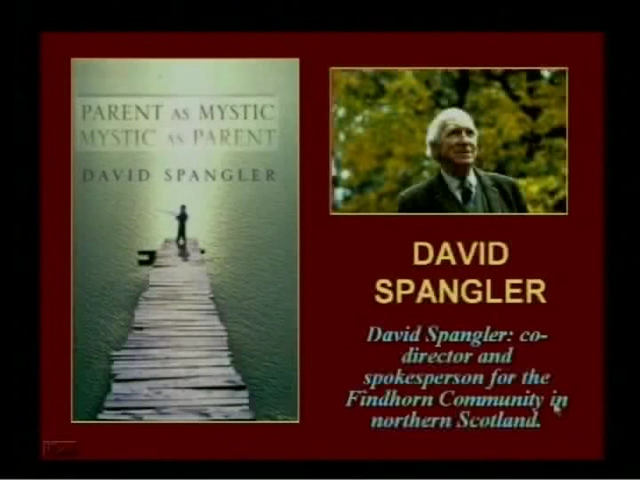 PARENT AS MYSTIC
MYSTIC AS PARENT
DAVID SPANGLER
DAVID
SPANGLER
David Spangler: co-
director and
spokesperson for the
Findhorn Community in
northern Scotland.